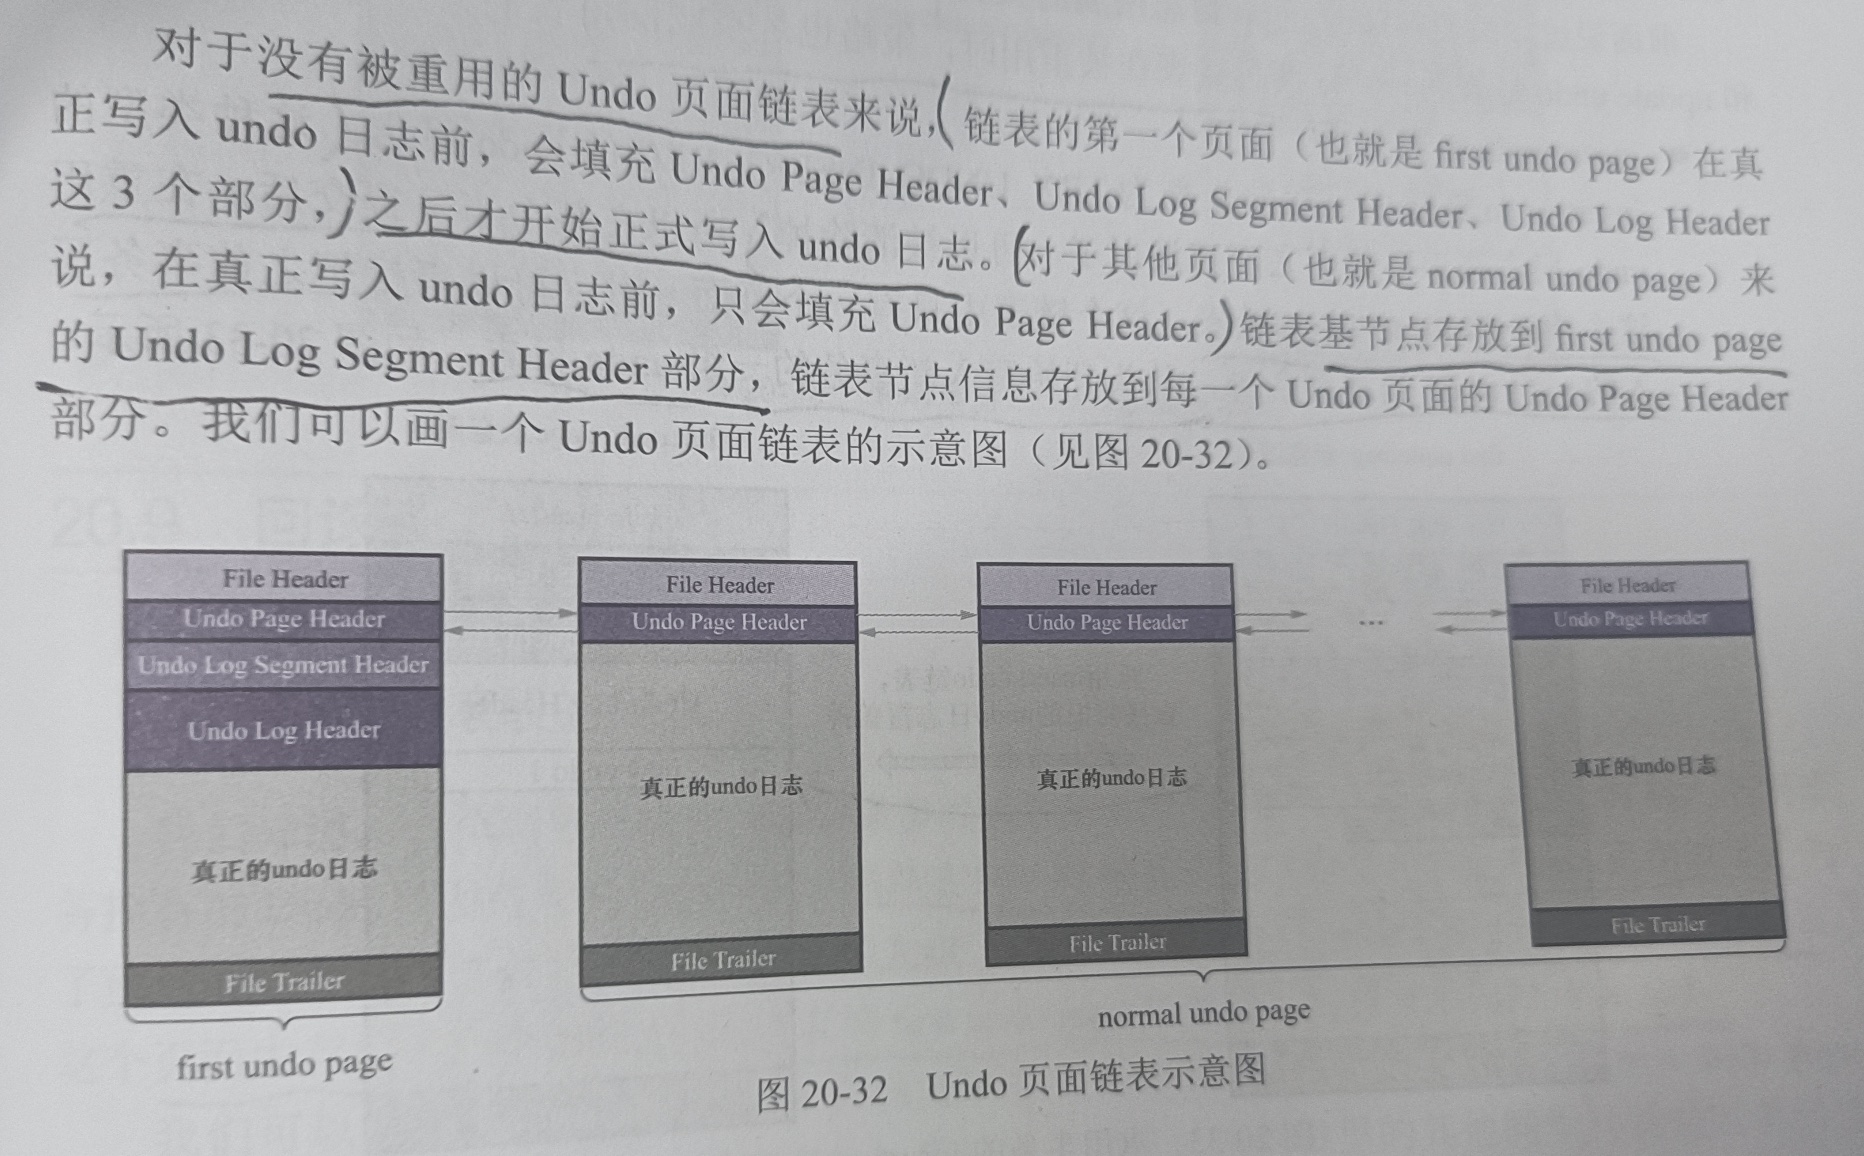 对于没有被重用的 Undo 页面链表来说，链表的第一个页面（也就是 first undo page）在真
正写入 undo 日志前，会填充 Undo Page Header、Undo Log Segment Header、Undo Log Header
这 3 个部分，之后才开始正式写入 undo 日志。对于其他页面（也就是 normal undo page）来
说，在真正写入 undo 日志前，只会填充 Undo Page Header。链表基节点存放到 first undo page
的 Undo Log Segment Header 部分，链表节点信息存放到每一个 Undo 页面的 Undo Page Header
部分。我们可以画一个 Undo 页面链表的示意图（见图 20-32）。
File Header
Undo Page Header
Undo Log Segment Header
Undo Log Header
真正的undo日志
File Trailer
first undo page
File Header
Undo Page Header
真正的undo日志
File Trailer
File Header
Undo Page Header
真正的undo日志
File Trailer
...
File Header
Undo Page Header
真正的undo日志
File Trailer
normal undo page
图 20-32 Undo 页面链表示意图